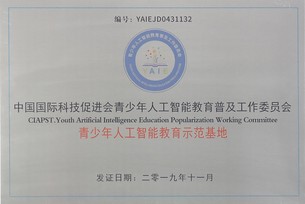 编号：YAIEJD0431132
AI
中国国际科技促进会青少年人工智能教育普及工作委员会
CIAPST.Youth Artificial Intelligence Education Popularization Working Committee
青少年人工智能教育示范基地
发证日期：二〇一九年十一月